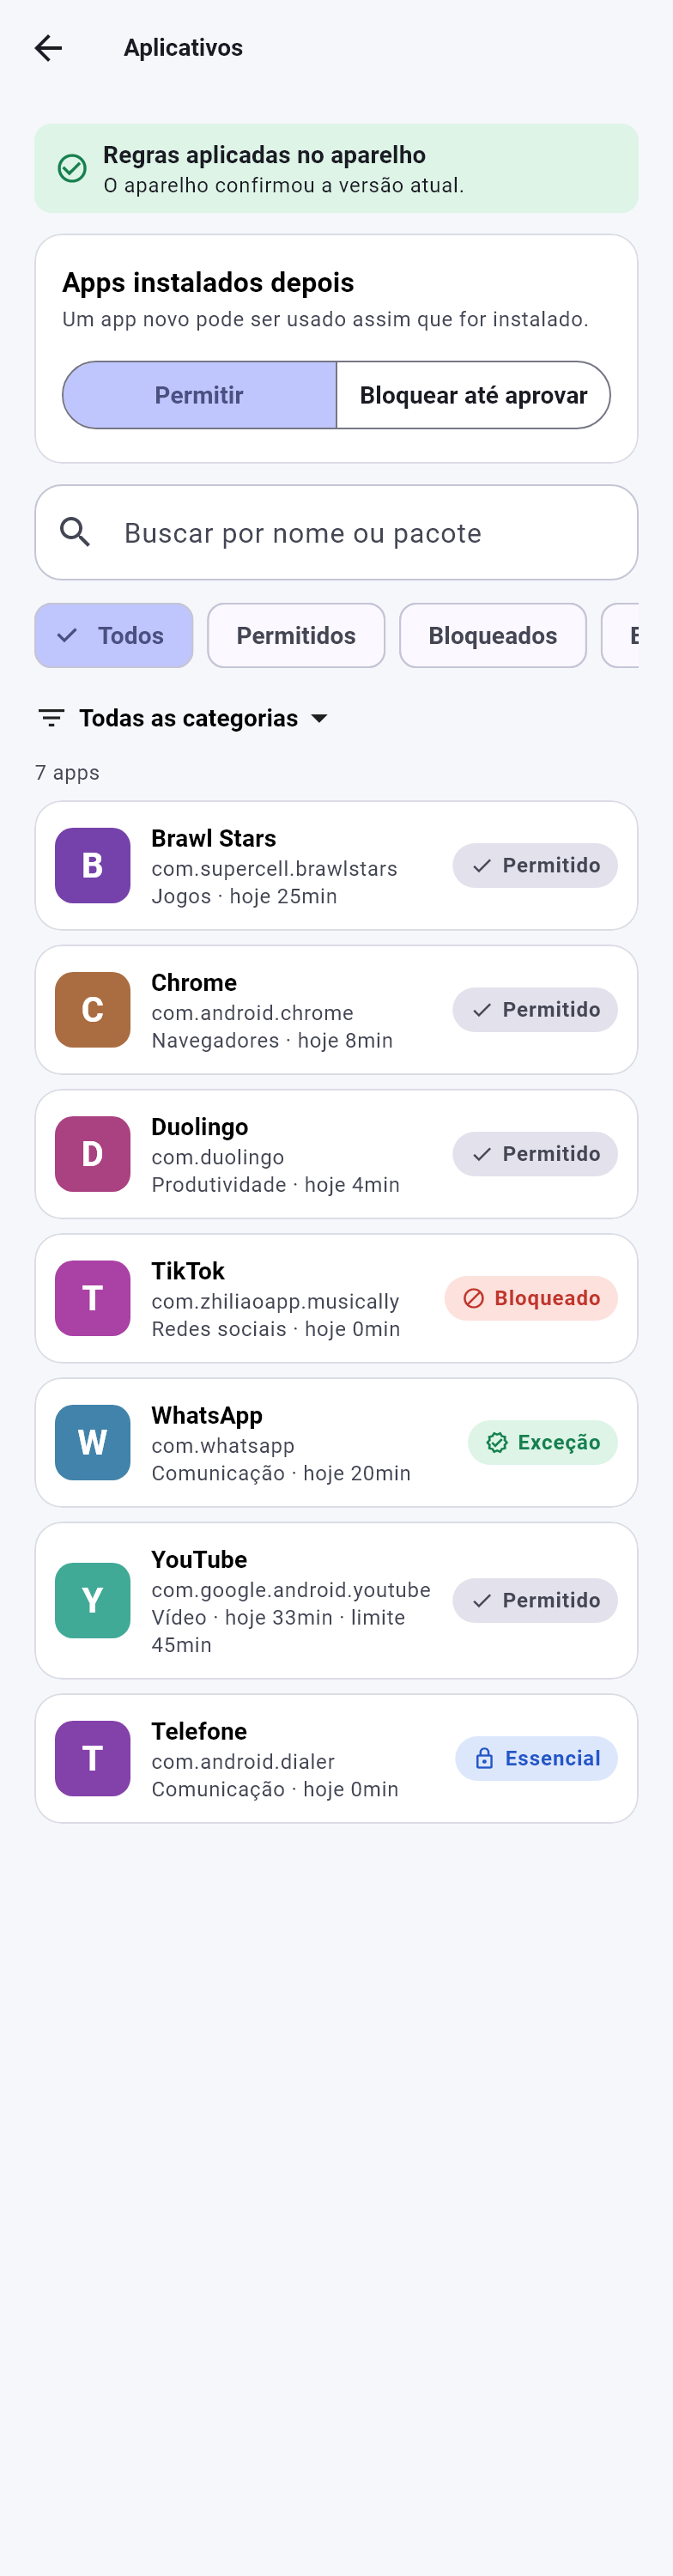 Aplicativos
Regras aplicadas no aparelho
O aparelho confirmou a versão atual.
Apps instalados depois
Um app novo pode ser usado assim que for instalado.
Permitir
Bloquear até aprovar
Buscar por nome ou pacote
Todos
Permitidos
Bloqueados
Todas as categorias
7 apps
B
Brawl Stars
com.supercell.brawlstars
Jogos · hoje 25min
Permitido
C
Chrome
com.android.chrome
Navegadores · hoje 8min
Permitido
D
Duolingo
com.duolingo
Produtividade · hoje 4min
Permitido
T
TikTok
com.zhiliaoapp.musically
Redes sociais · hoje 0min
Bloqueado
W
WhatsApp
com.whatsapp
Comunicação · hoje 20min
Exceção
Y
YouTube
com.google.android.youtube
Vídeo · hoje 33min · limite
45min
Permitido
T
Telefone
com.android.dialer
Comunicação · hoje 0min
Essencial